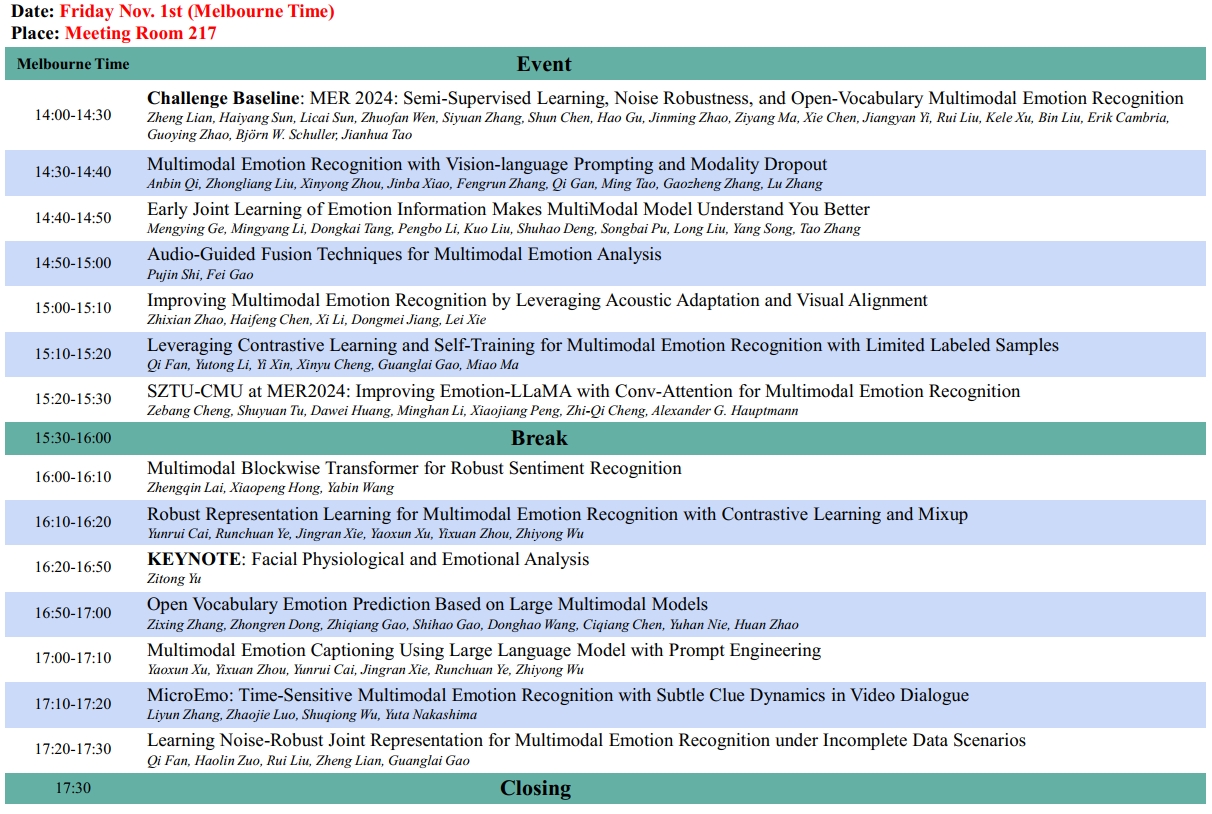 Date: Friday Nov. 1st (Melbourne Time)
Place: Meeting Room 217
Melbourne Time Event
14:00-14:30 Challenge Baseline: MER 2024: Semi-Supervised Learning, Noise Robustness, and Open-Vocabulary Multimodal Emotion Recognition
Zheng Lian, Haiyang Sun, Licai Sun, Zhuofan Wen, Siyuan Zhang, Shun Chen, Hao Gu, Jinming Zhao, Ziyang Ma, Xie Chen, Jiangyan Yi, Rui Liu, Kele Xu, Bin Liu, Erik Cambria,
Guoying Zhao, Björn W. Schuller, Jianhua Tao
14:30-14:40 Multimodal Emotion Recognition with Vision-language Prompting and Modality Dropout
Anbin Qi, Zhongliang Liu, Xinyong Zhou, Jinba Xiao, Fengrun Zhang, Qi Gan, Ming Tao, Gaozheng Zhang, Lu Zhang
14:40-14:50 Early Joint Learning of Emotion Information Makes MultiModal Model Understand You Better
Mengying Ge, Mingyang Li, Dongkai Tang, Pengbo Li, Kuo Liu, Shuhao Deng, Songbai Pu, Long Liu, Yang Song, Tao Zhang
14:50-15:00 Audio-Guided Fusion Techniques for Multimodal Emotion Analysis
Pujin Shi, Fei Gao
15:00-15:10 Improving Multimodal Emotion Recognition by Leveraging Acoustic Adaptation and Visual Alignment
Zhixian Zhao, Haifeng Chen, Xi Li, Dongmei Jiang, Lei Xie
15:10-15:20 Leveraging Contrastive Learning and Self-Training for Multimodal Emotion Recognition with Limited Labeled Samples
Qi Fan, Yutong Li, Yi Xin, Xinyu Cheng, Guanglai Gao, Miao Ma
15:20-15:30 SZTU-CMU at MER2024: Improving Emotion-LLaMA with Conv-Attention for Multimodal Emotion Recognition
Zebang Cheng, Shuyuan Tu, Dawei Huang, Minghan Li, Xiaojiang Peng, Zhi-Qi Cheng, Alexander G. Hauptmann
15:30-16:00 Break
16:00-16:10 Multimodal Blockwise Transformer for Robust Sentiment Recognition
Zhengqin Lai, Xiaopeng Hong, Yabin Wang
16:10-16:20 Robust Representation Learning for Multimodal Emotion Recognition with Contrastive Learning and Mixup
Yunrui Cai, Runchuan Ye, Jingran Xie, Yaoxun Xu, Yixuan Zhou, Zhiyong Wu
16:20-16:50 KEYNOTE: Facial Physiological and Emotional Analysis
Zitong Yu
16:50-17:00 Open Vocabulary Emotion Prediction Based on Large Multimodal Models
Zixing Zhang, Zhongren Dong, Zhiqiang Gao, Shihao Gao, Donghao Wang, Ciqiang Chen, Yuhan Nie, Huan Zhao
17:00-17:10 Multimodal Emotion Captioning Using Large Language Model with Prompt Engineering
Yaoxun Xu, Yixuan Zhou, Yunrui Cai, Jingran Xie, Runchuan Ye, Zhiyong Wu
17:10-17:20 MicroEmo: Time-Sensitive Multimodal Emotion Recognition with Subtle Clue Dynamics in Video Dialogue
Liyun Zhang, Zhaojie Luo, Shuqiong Wu, Yuta Nakashima
17:20-17:30 Learning Noise-Robust Joint Representation for Multimodal Emotion Recognition under Incomplete Data Scenarios
Qi Fan, Haolin Zuo, Rui Liu, Zheng Lian, Guanglai Gao
17:30 Closing